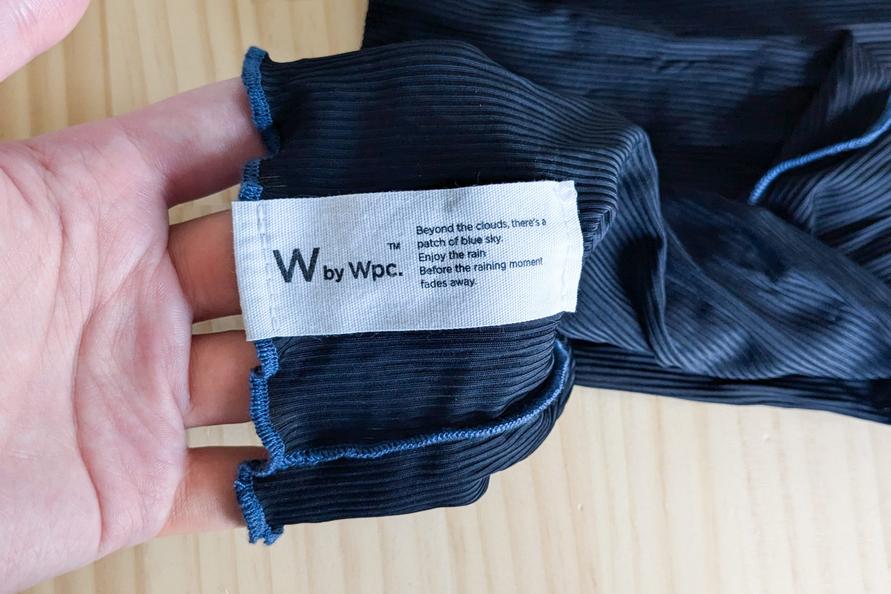 W by Wpc.™
Beyond the clouds, there's a
patch of blue sky.
Enjoy the rain
Before the raining moment
fades away.